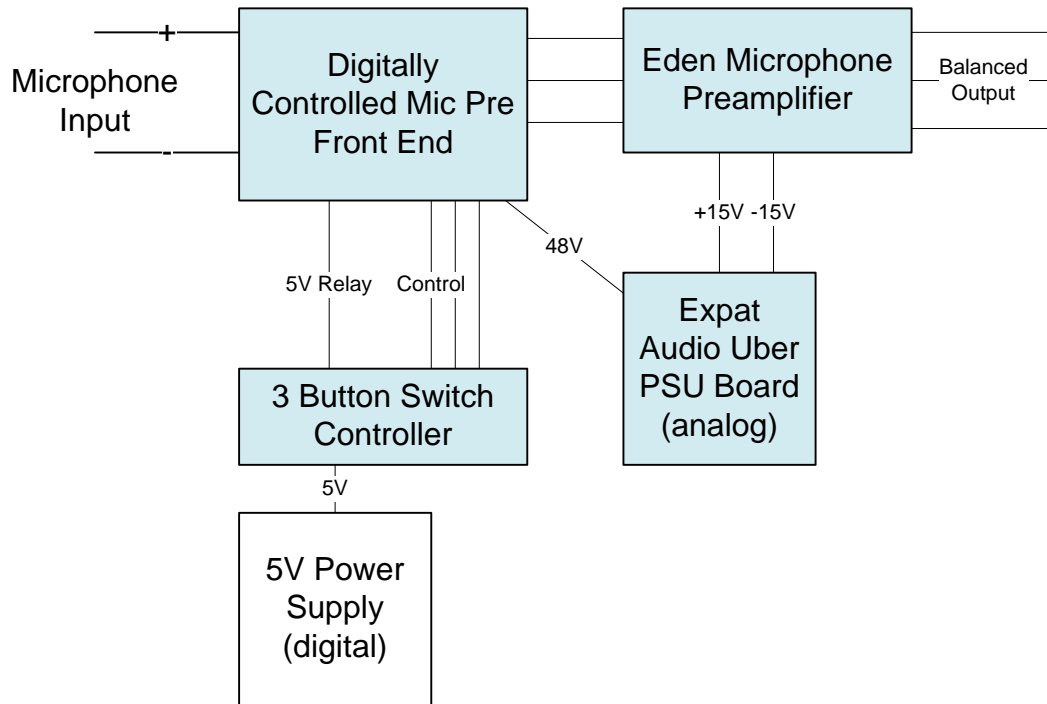 +
Microphone
Input
-
Digitally
Controlled Mic Pre
Front End
Eden Microphone
Preamplifier
Balanced
Output
+15V
-15V
48V
5V Relay
Control
Expat
Audio Uber
PSU Board
(analog)
3 Button Switch
Controller
5V
5V Power
Supply
(digital)